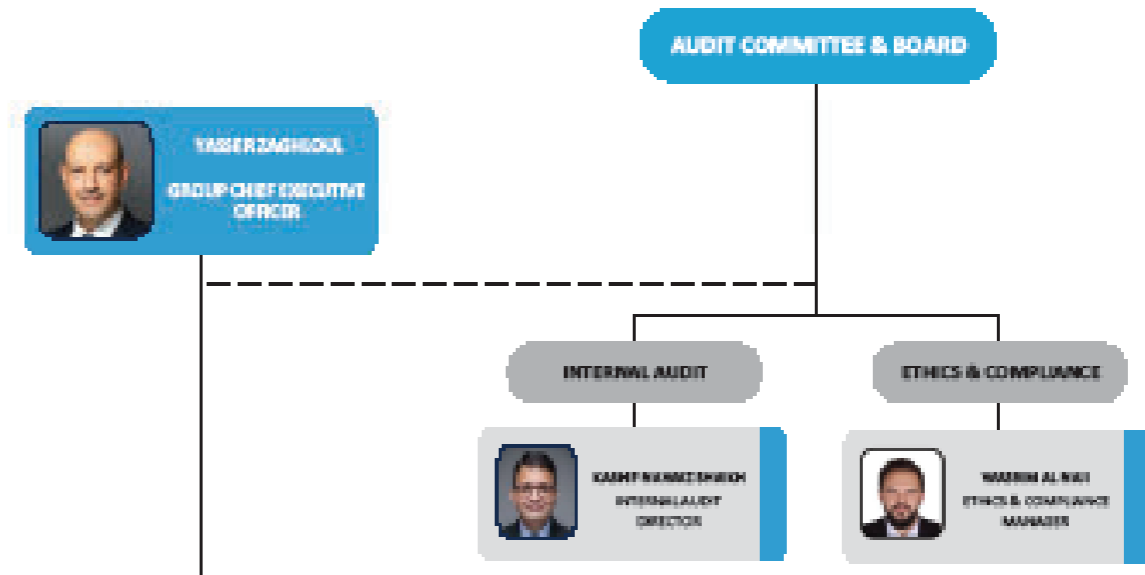 AUDIT COMMITTEE & BOARD
YASSER ZAGHLOUL
GROUP CHIEF EXECUTIVE
OFFICER
INTERNAL AUDIT
ETHICS & COMPLIANCE
INTERNAL AUDIT
DIRECTOR
ETHICS & COMPLIANCE
MANAGER